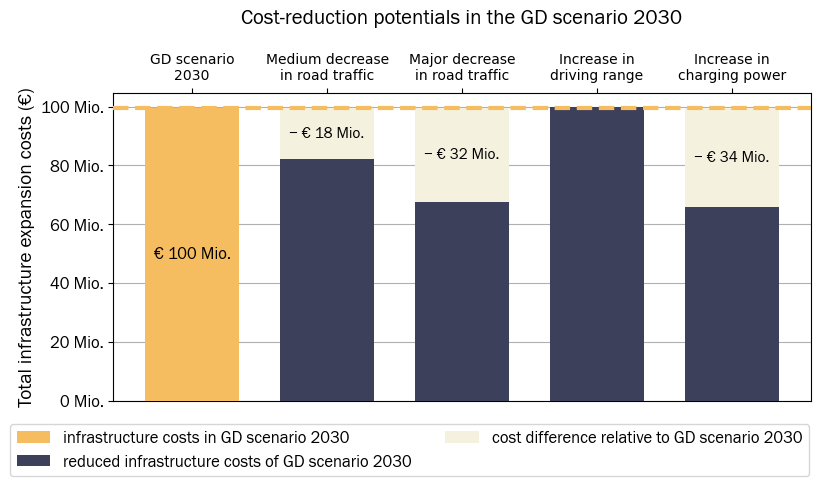 Cost-reduction potentials in the GD scenario 2030
GD scenario
2030
Medium decrease
in road traffic
Major decrease
in road traffic
Increase in
driving range
Increase in
charging power
Total infrastructure expansion costs (€)
100 Mio.
80 Mio.
60 Mio.
40 Mio.
20 Mio.
0 Mio.
€ 100 Mio.
− € 18 Mio.
− € 32 Mio.
− € 34 Mio.
infrastructure costs in GD scenario 2030
reduced infrastructure costs of GD scenario 2030
cost difference relative to GD scenario 2030